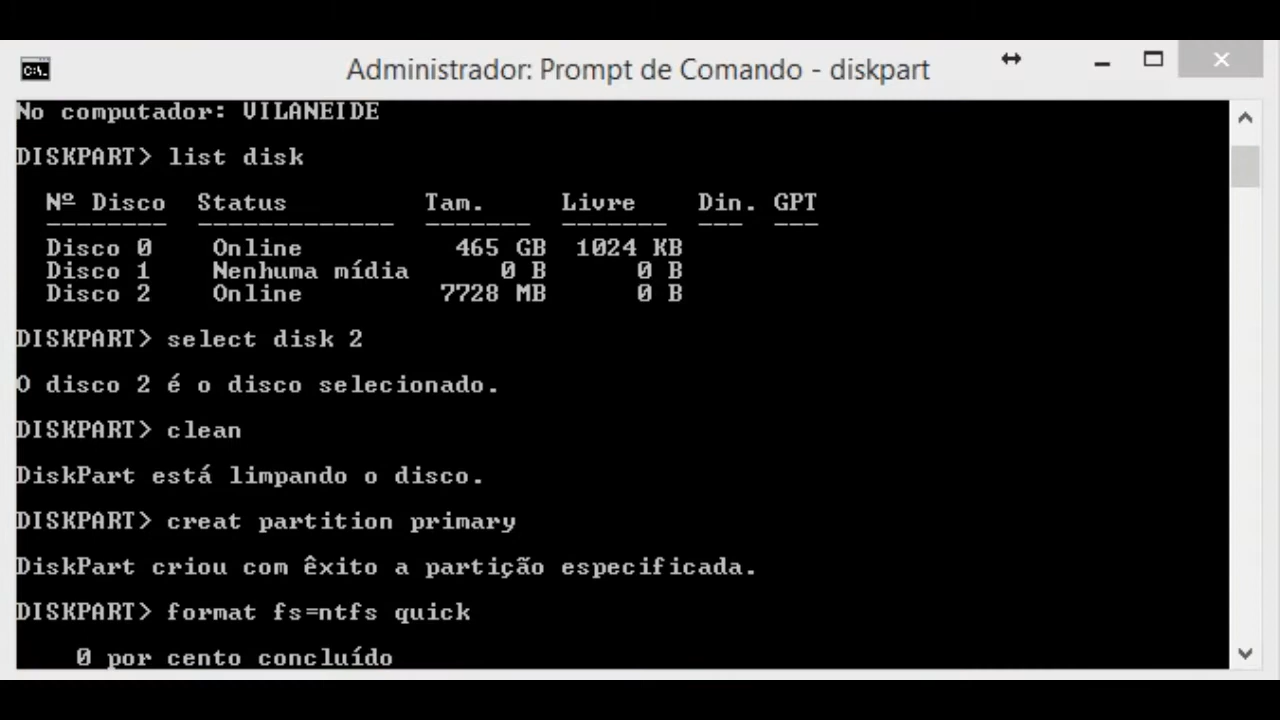 Administrador: Prompt de Comando - diskpart
No computador: VILANEIDE
DISKPART> list disk
Nº Disco Status Tam. Livre Din. GPT
-------- ------------- ------- ------- --- ---
Disco 0 Online 465 GB 1024 KB
Disco 1 Nenhuma mídia 0 B 0 B
Disco 2 Online 7728 MB 0 B
DISKPART> select disk 2
O disco 2 é o disco selecionado.
DISKPART> clean
DiskPart está limpando o disco.
DISKPART> creat partition primary
DiskPart criou com êxito a partição especificada.
DISKPART> format fs=ntfs quick
0 por cento concluído